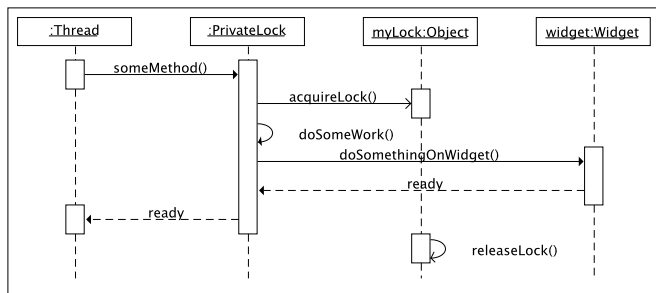 :Thread
:PrivateLock
myLock:Object
widget:Widget
someMethod()
acquireLock()
doSomeWork()
doSomethingOnWidget()
ready
ready
releaseLock()